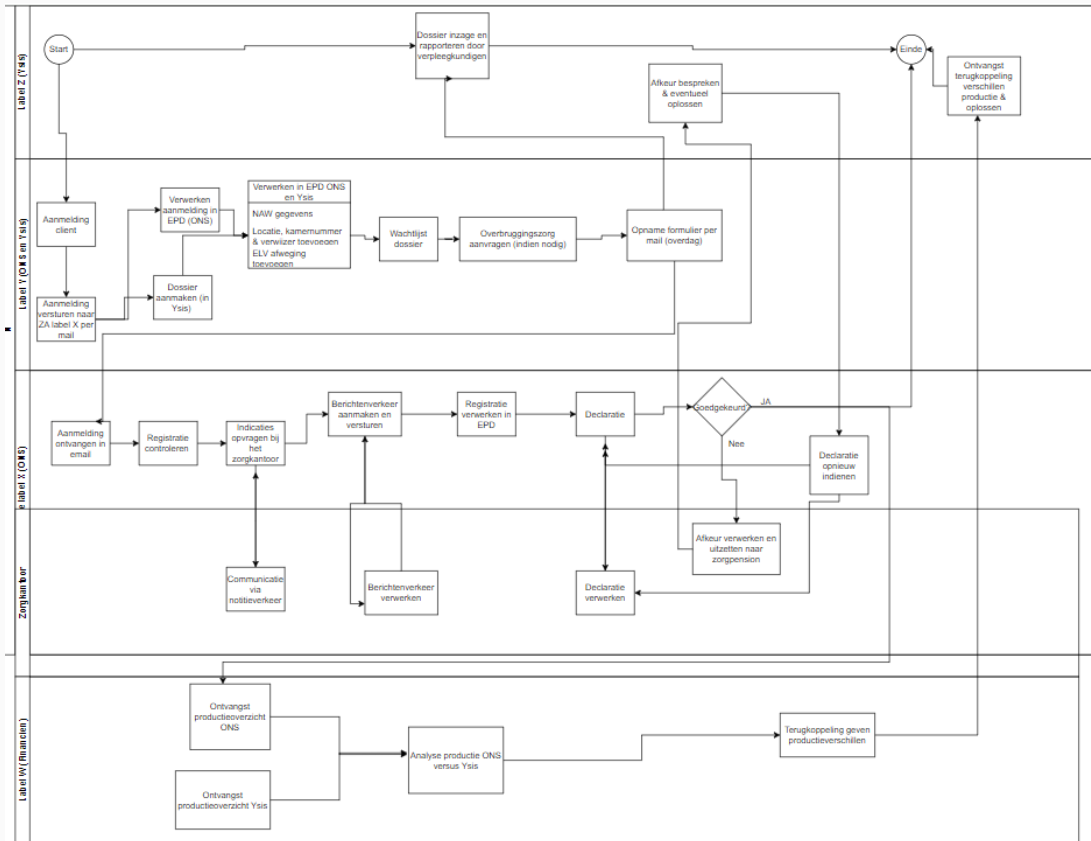 Label Z (Ysis)
Start
Dossier inzage en
rapporteren door
verpleegkundigen
Einde
Afkeur bespreken
& eventueel
oplossen
Ontvangst
terugkoppeling
verschillen
productie &
oplossen
Label Y (ONS en Ysis)
Aanmelding
client
Aanmelding
versturen naar
ZA label X per
mail
Verwerken
aanmelding in
EPD (ONS)
Dossier
aanmaken (in
Ysis)
Verwerken in EPD ONS
en Ysis
NAW gegevens
Locatie, kamernummer
& verwijzer toevoegen
ELV afweging
toevoegen
Wachtlijst
dossier
Overbruggingszorg
aanvragen (indien nodig)
Opname formulier per
mail (overdag)
e label X (ONS)
Aanmelding
ontvangen in
email
Registratie
controleren
Indicaties
opvragen bij
het
zorgkantoor
Berichtenverkeer
aanmaken en
versturen
Registratie
verwerken in
EPD
Declaratie
Goedgekeurd?
JA
Nee
Declaratie
opnieuw
indienen
Zorgkantoor
Communicatie
via
notitieverkeer
Berichtenverkeer
verwerken
Declaratie
verwerken
Afkeur verwerken en
uitzetten naar
zorgpension
Label W (Financien)
Ontvangst
productieoverzicht
ONS
Ontvangst
productieoverzicht Ysis
Analyse productie ONS
versus Ysis
Terugkoppeling geven
productieverschillen